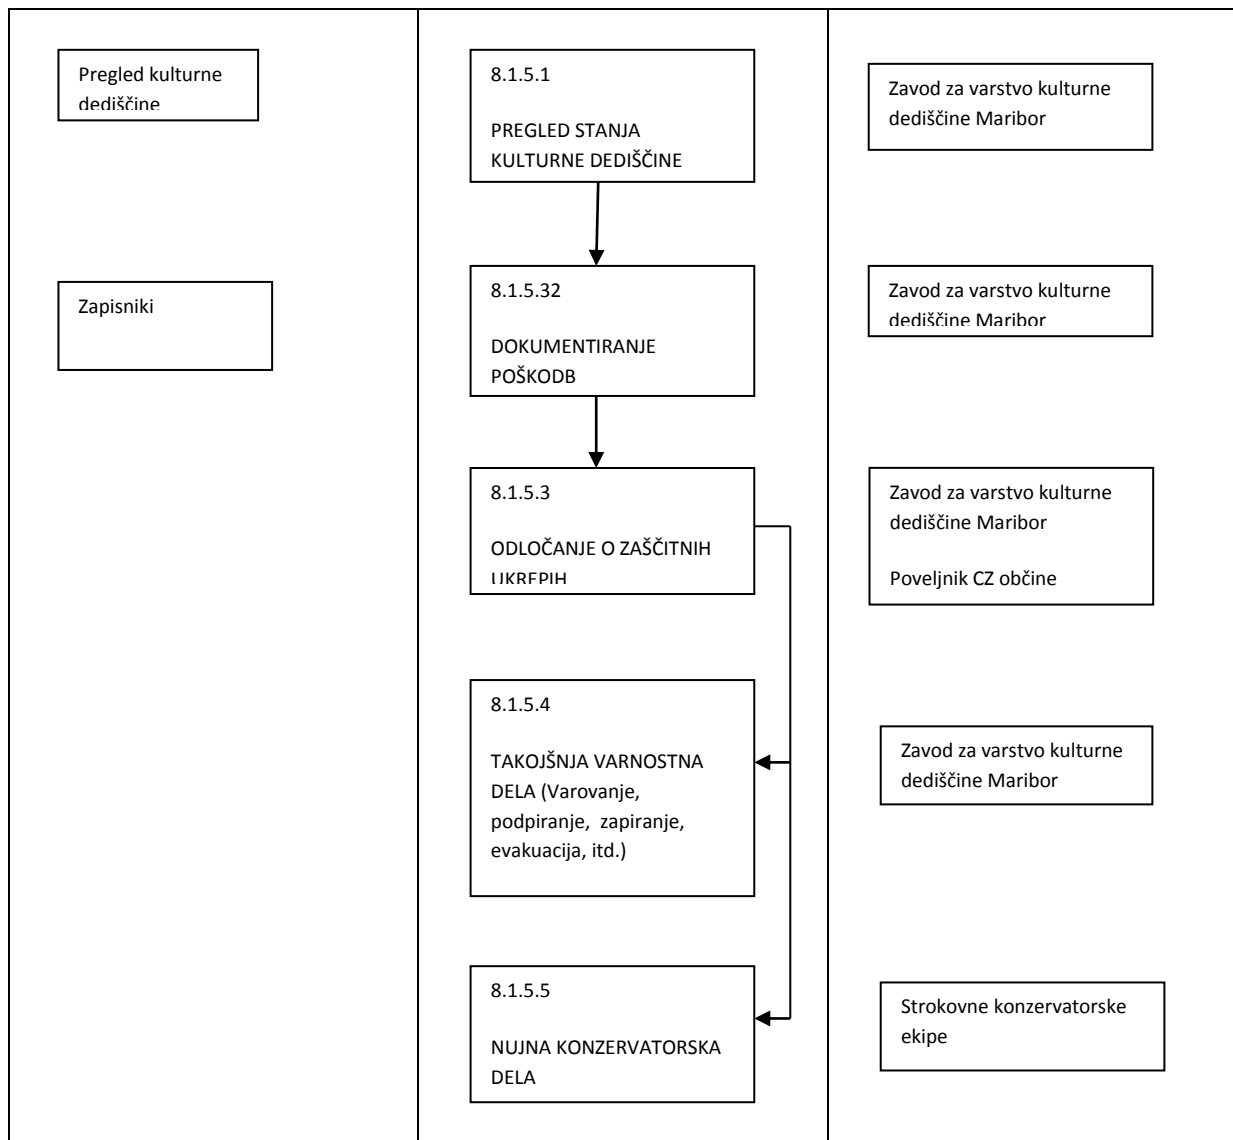 Pregled kulturne
dediščine
8.1.5.1
PREGLED STANJA
KULTURNE DEDIŠČINE
Zavod za varstvo kulturne
dediščine Maribor
Zapisniki
8.1.5.32
DOKUMENTIRANJE
POŠKODB
Zavod za varstvo kulturne
dediščine Maribor
8.1.5.3
ODLOČANJE O ZAŠČITNIH
UKREPIH
Zavod za varstvo kulturne
dediščine Maribor
Poveljnik CZ občine
8.1.5.4
TAKOJŠNJA VARNOSTNA
DELA (Varovanje,
podpiranje, zapiranje,
evakuacija, itd.)
Zavod za varstvo kulturne
dediščine Maribor
8.1.5.5
NUJNA KONZERVATORSKA
DELA
Strokovne konzervatorske
ekipe